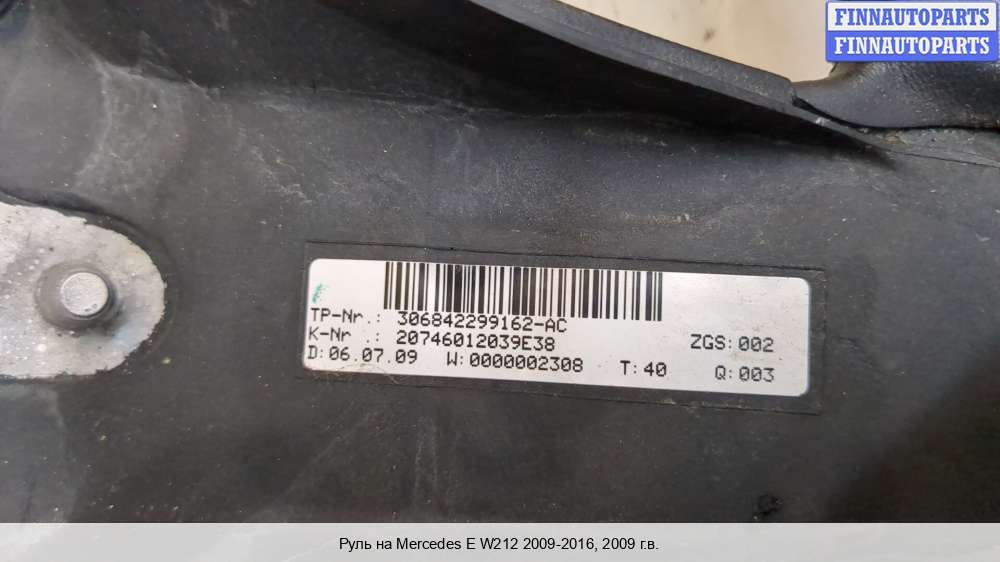 FINNAUTOPARTS
FINNAUTOPARTS
TP-Nr.: 306842299162-AC
K-Nr .: 20746012039E38
ZGS: 002
D: 06.07.09 W: 0000002308 T: 40 Q: 003
Руль на Mercedes E W212 2009-2016, 2009 г.в.